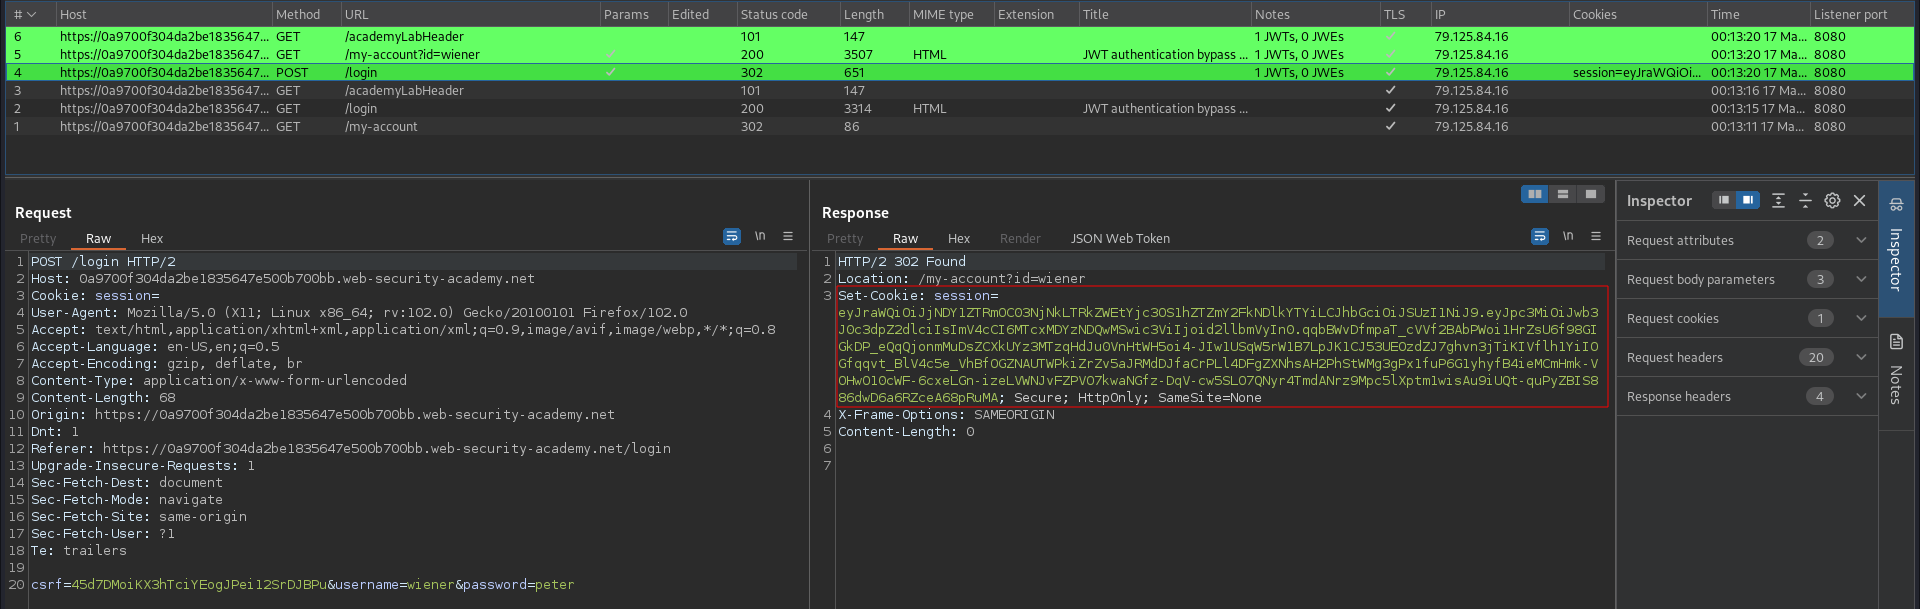 # Host Method URL Params Edited Status code Length MIME type Extension Title Notes TLS IP Cookies Time Listener port
6 https://0a9700f304da2be1835647... GET /academyLabHeader 101 147 1 JWTs, 0 JWEs ✓ 79.125.84.16 00:13:20 17 Ma... 8080
5 https://0a9700f304da2be1835647... GET /my-account?id=wiener ✓ 200 3507 HTML JWT authentication bypass ... 1 JWTs, 0 JWEs ✓ 79.125.84.16 00:13:20 17 Ma... 8080
4 https://0a9700f304da2be1835647... POST /login ✓ 302 651 1 JWTs, 0 JWEs ✓ 79.125.84.16 session=eyJraWQiOi... 00:13:20 17 Ma... 8080
3 https://0a9700f304da2be1835647... GET /academyLabHeader 101 147 ✓ 79.125.84.16 00:13:16 17 Ma... 8080
2 https://0a9700f304da2be1835647... GET /login 200 3314 HTML JWT authentication bypass ... ✓ 79.125.84.16 00:13:15 17 Ma... 8080
1 https://0a9700f304da2be1835647... GET /my-account 302 86 ✓ 79.125.84.16 00:13:11 17 Ma... 8080
Request
Pretty Raw Hex \n
1 POST /login HTTP/2
2 Host: 0a9700f304da2be1835647e500b700bb.web-security-academy.net
3 Cookie: session=
4 User-Agent: Mozilla/5.0 (X11; Linux x86_64; rv:102.0) Gecko/20100101 Firefox/102.0
5 Accept: text/html,application/xhtml+xml,application/xml;q=0.9,image/avif,image/webp,*/*;q=0.8
6 Accept-Language: en-US,en;q=0.5
7 Accept-Encoding: gzip, deflate, br
8 Content-Type: application/x-www-form-urlencoded
9 Content-Length: 68
10 Origin: https://0a9700f304da2be1835647e500b700bb.web-security-academy.net
11 Dnt: 1
12 Referer: https://0a9700f304da2be1835647e500b700bb.web-security-academy.net/login
13 Upgrade-Insecure-Requests: 1
14 Sec-Fetch-Dest: document
15 Sec-Fetch-Mode: navigate
16 Sec-Fetch-Site: same-origin
17 Sec-Fetch-User: ?1
18 Te: trailers
19
20 csrf=45d7DMoiKX3hTciYEogJPei12SrDJBPu&username=wiener&password=peter
Response
Pretty Raw Hex Render JSON Web Token \n
1 HTTP/2 302 Found
2 Location: /my-account?id=wiener
3 Set-Cookie: session=
; Secure; HttpOnly; SameSite=None
4 X-Frame-Options: SAMEORIGIN
5 Content-Length: 0
6
7
Inspector
Request attributes 2
Request body parameters 3
Request cookies 1
Request headers 20
Response headers 4
Inspector
Notes